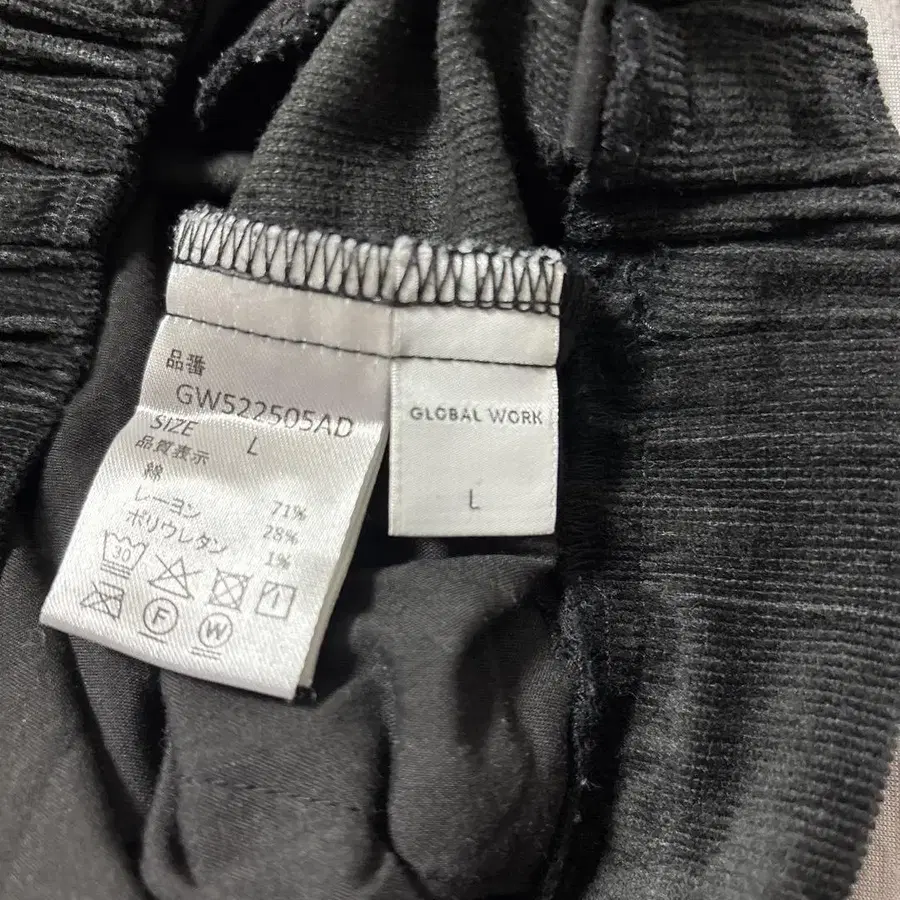 品番
GW522505AD
SIZE L
品質表示
綿 71%
レーヨン 28%
ポリウレタン 1%
30
F W
GLOBAL WORK
L